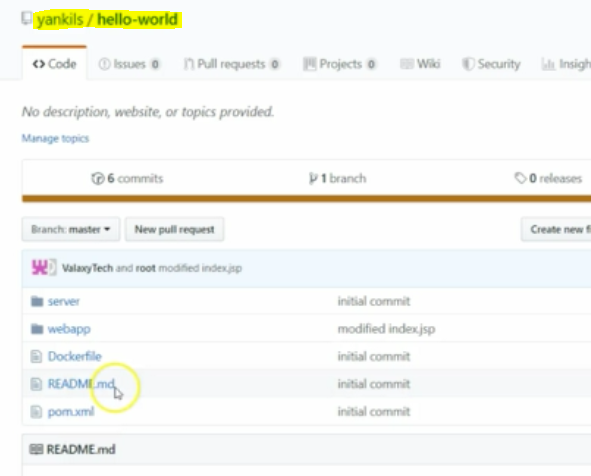 yankils / hello-world
Code Issues 0 Pull requests 0 Projects 0 Wiki Security
No description, website, or topics provided.
Manage topics
6 commits 1 branch 0 releases
Branch: master New pull request Create new
ValaxyTech and root modified index.jsp
server initial commit
webapp modified index.jsp
Dockerfile initial commit
README.md initial commit
pom.xml initial commit
README.md